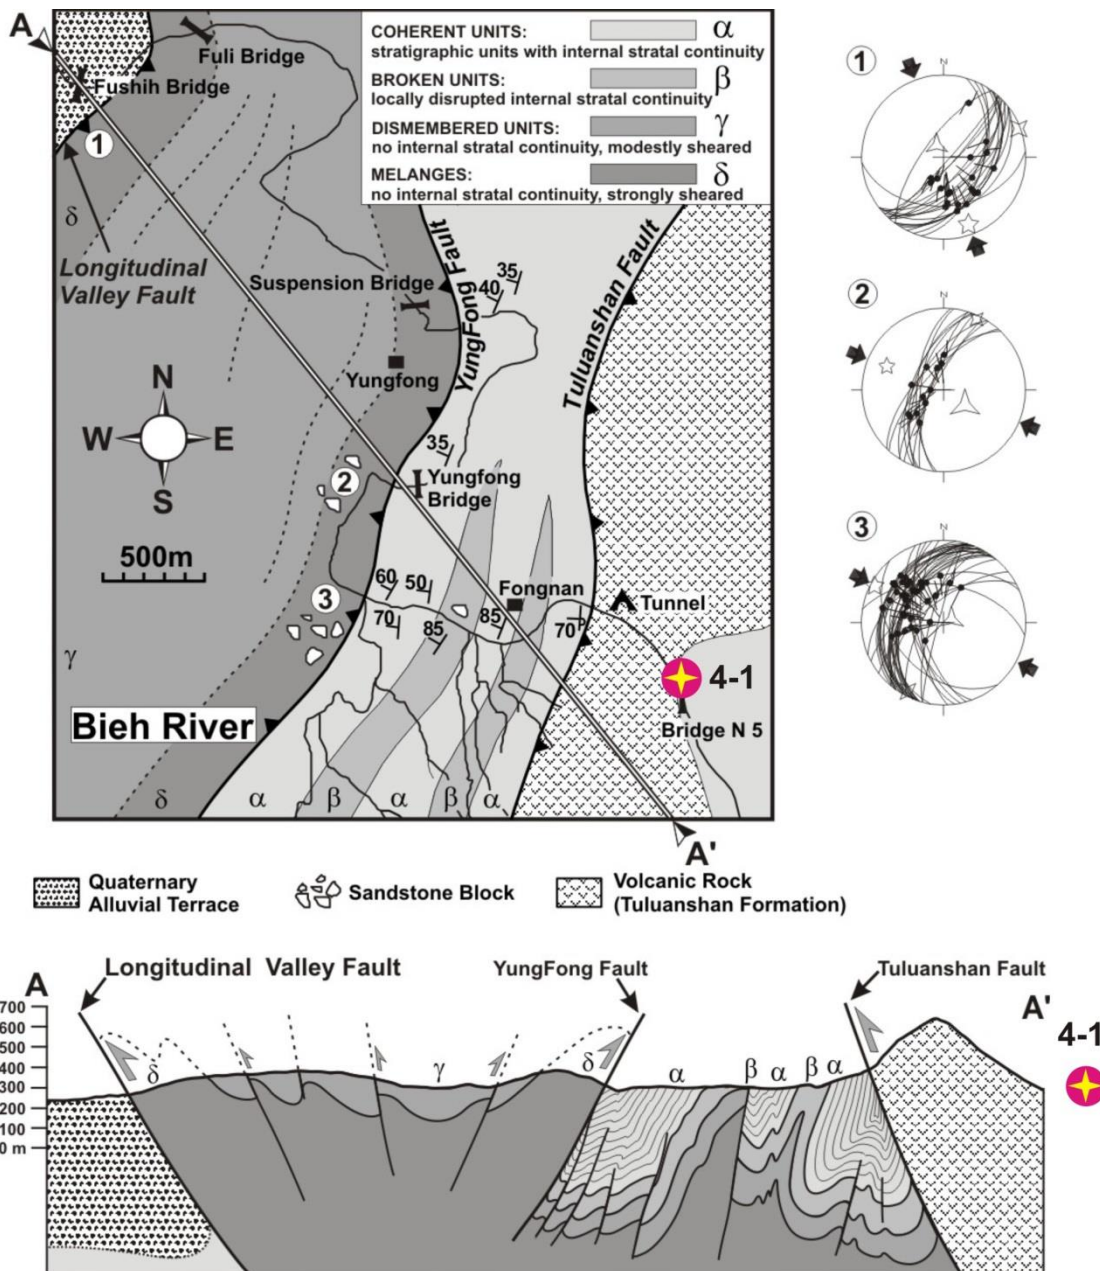 A
Fuli Bridge
Fushih Bridge
1
δ
Longitudinal
Valley Fault
COHERENT UNITS: α
stratigraphic units with internal stratal continuity
BROKEN UNITS: β
locally disrupted internal stratal continuity
DISMEMBERED UNITS: γ
no internal stratal continuity, modestly sheared
MELANGES: δ
no internal stratal continuity, strongly sheared
YungFong Fault
Tuluanshan Fault
35
40
Suspension Bridge
Yungfong
N
W E
S
500m
35
2
Yungfong
Bridge
3
60 50
70 85 85
Fongnan
70
Tunnel
4-1
Bridge N 5
γ
Bieh River
δ α β α β α
A'
1
N
2
N
3
N
Quaternary
Alluvial Terrace
Sandstone Block
Volcanic Rock
(Tuluanshan Formation)
A
Longitudinal Valley Fault
YungFong Fault
Tuluanshan Fault
A'
4-1
700
600
500
400
300
200
100
0 m
δ γ δ α β α β α